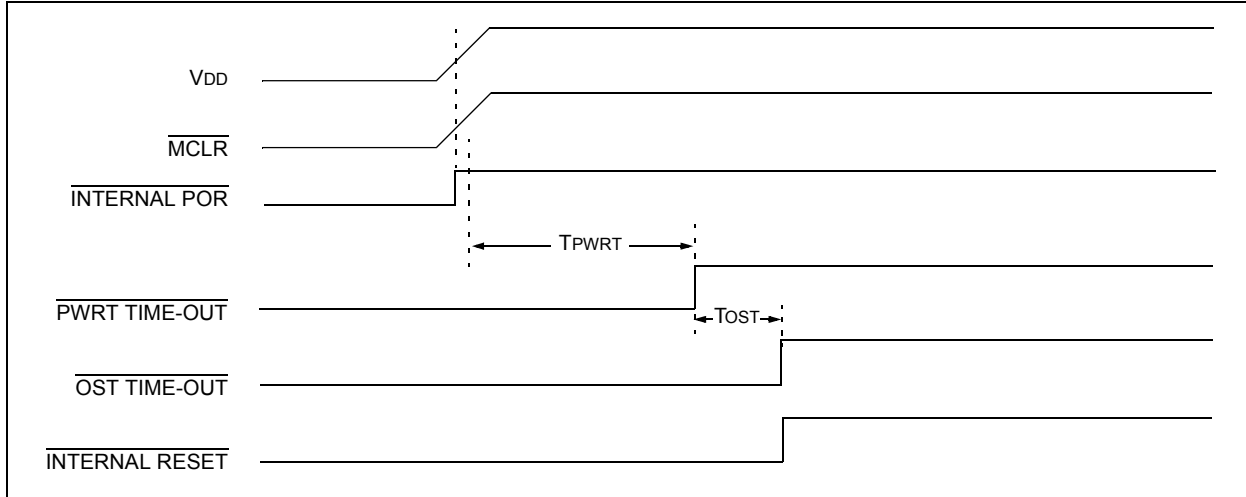 VDD
MCLR
INTERNAL POR
TPWRT
PWRT TIME-OUT
TOST
OST TIME-OUT
INTERNAL RESET